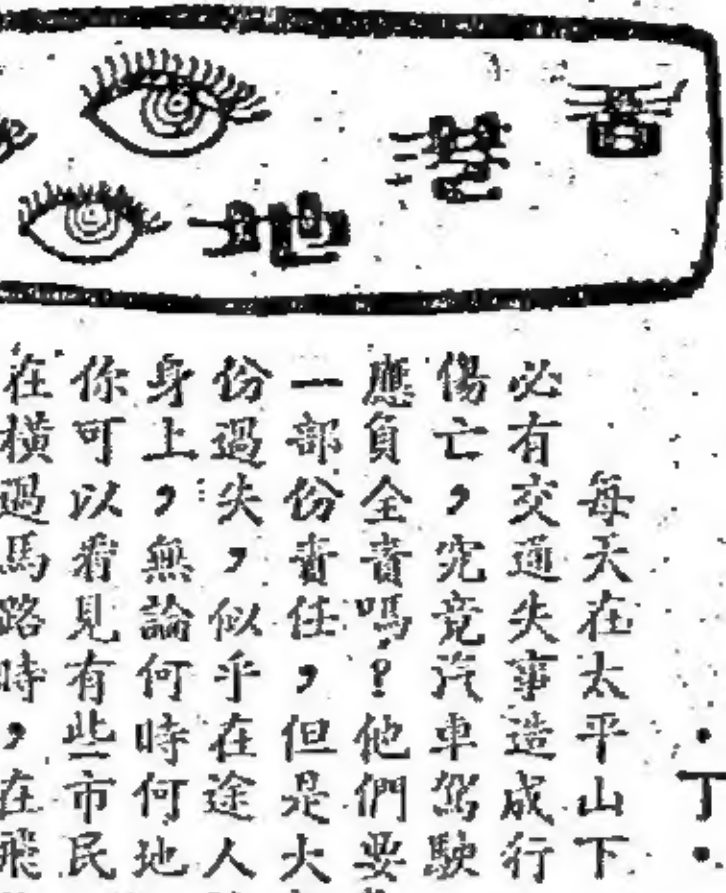 香港地
・丁・
每天在太平山下
必有交通失事造成行
傷亡，究竟汽車駕駛
應負全責嗎？他們要
一部份責任，但是大
份過失，似乎在途人
身上，無論何時何地
你可以看見有些市民
在橫過馬路時，在飛